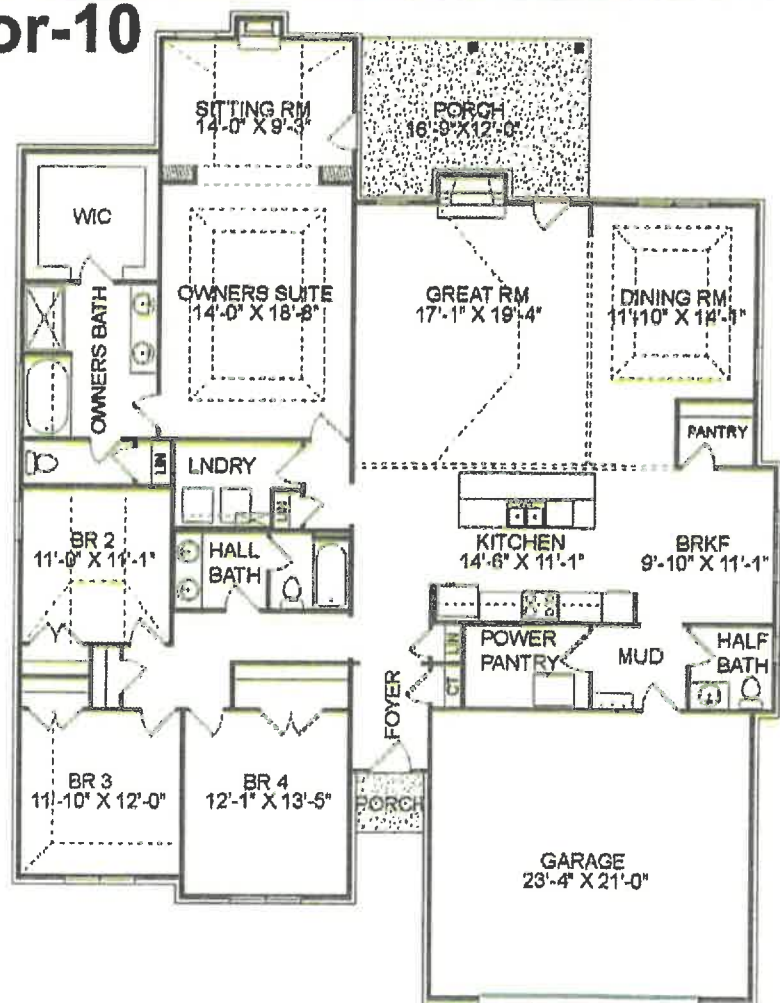 or-10
SITTING RM
14'-0" X 9'-3"
PORCH
16'-9"X12'-0"
WIC
OWNERS SUITE
14'-0" X 18'-8"
GREAT RM
17'-1" X 19'-4"
DINING RM
11'-10" X 14'-1"
OWNERS BATH
PANTRY
LIN
LNDRY
LIN
BR 2
11'-0" X 11'-1"
HALL
BATH
KITCHEN
14'-6" X 11'-1"
BRKF
9'-10" X 11'-1"
LIN
POWER
PANTRY
MUD
HALF
BATH
CT
FOYER
BR 3
11'-10" X 12'-0"
BR 4
12'-1" X 13'-5"
PORCH
GARAGE
23'-4" X 21'-0"